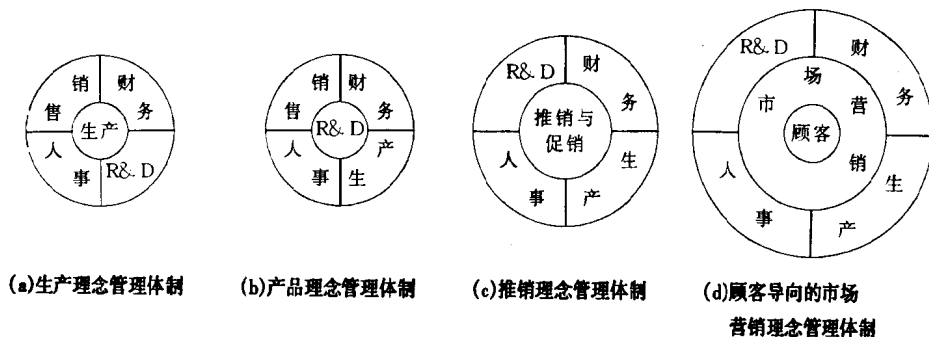 销售
财务
生产
人事
R&D
(a)生产理念管理体制
销售
财务
R&D
人事
生产
(b)产品理念管理体制
R&D
财务
推销与
促销
人事
生产
(c)推销理念管理体制
R&D
财务
市场营销
顾客
人事
生产
(d)顾客导向的市场
营销理念管理体制